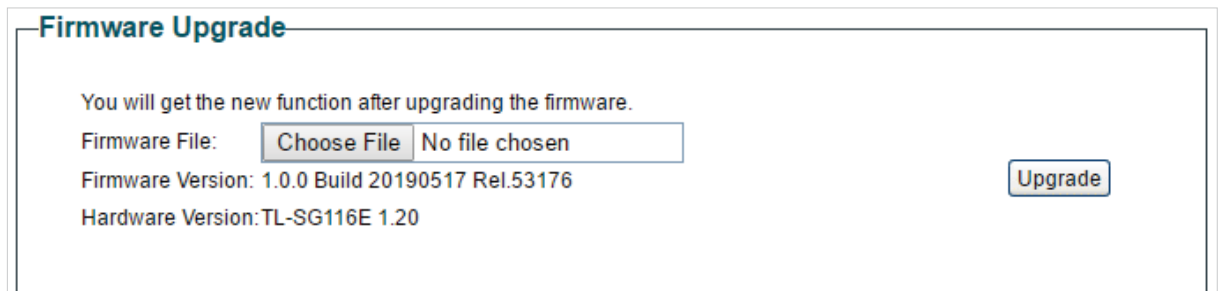 Firmware Upgrade
You will get the new function after upgrading the firmware.
Firmware File: Choose File No file chosen
Firmware Version: 1.0.0 Build 20190517 Rel.53176
Upgrade
Hardware Version: TL-SG116E 1.20